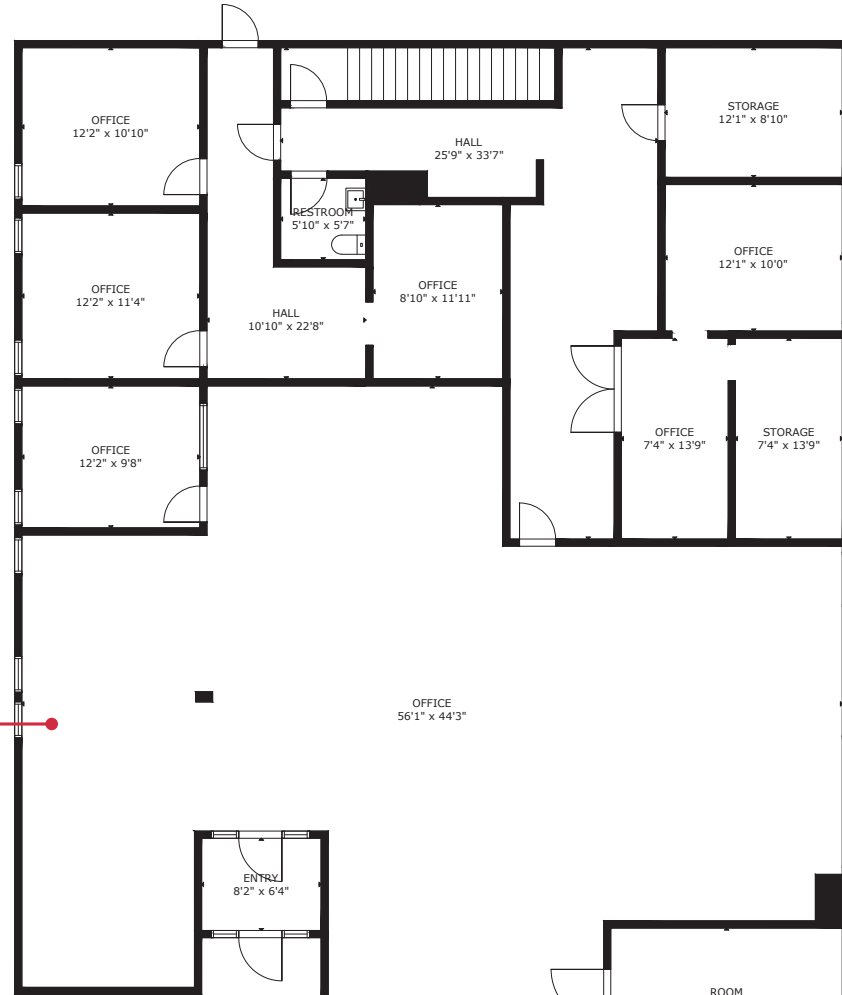 OFFICE
12'2" x 10'10"
STORAGE
12'1" x 8'10"
HALL
25'9" x 33'7"
RESTROOM
5'10" x 5'7"
OFFICE
12'1" x 10'0"
OFFICE
12'2" x 11'4"
OFFICE
8'10" x 11'11"
HALL
10'10" x 22'8"
OFFICE
7'4" x 13'9"
STORAGE
7'4" x 13'9"
OFFICE
12'2" x 9'8"
OFFICE
56'1" x 44'3"
ENTRY
8'2" x 6'4"
ROOM